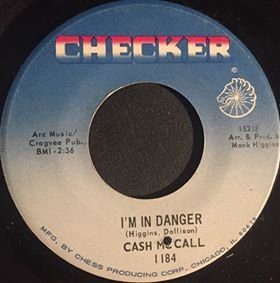 CHECKER
Arc Music/
Cragvee Pub.,
BMI - 2:36
15218
Arr. & Prod. by
Monk Higgins
I'M IN DANGER
(Higgins, Dollison)
CASH McCALL
1184
MFG. BY CHESS PRODUCING CORP., CHICAGO, IL 60616